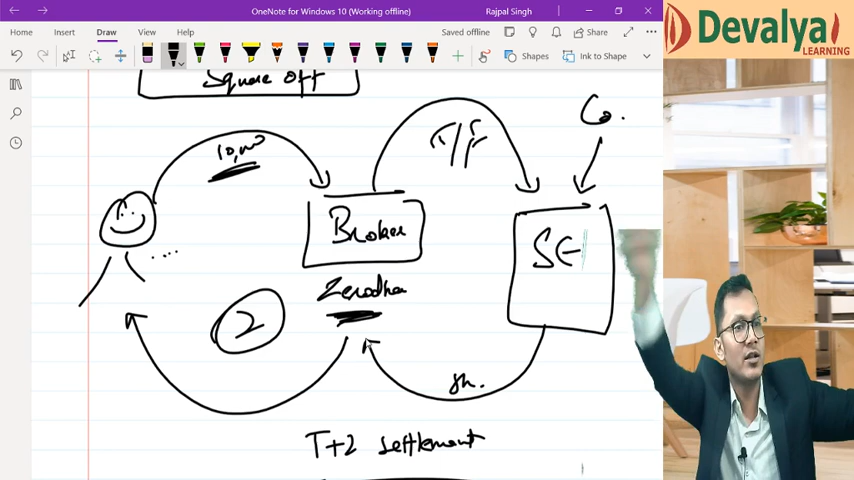 OneNote for Windows 10 (Working offline)
Rajpal Singh
Home
Insert
Draw
View
Help
Saved offline
Share
Shapes
Ink to Shape
Devalya
LEARNING
Square off
Co.
10,000
T/F
Broker
SE
Zerodha
2
sh.
T+2 settlement